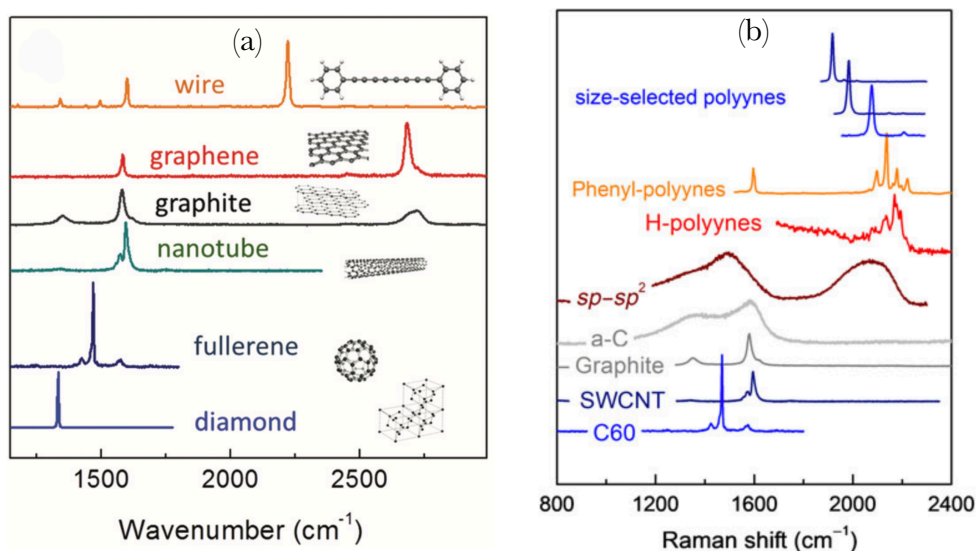 (a)
wire
graphene
graphite
nanotube
fullerene
diamond
1500 2000 2500
Wavenumber (cm⁻¹)
(b)
size-selected polyynes
Phenyl-polyynes
H-polyynes
sp–sp²
a-C
Graphite
SWCNT
C60
800 1200 1600 2000 2400
Raman shift (cm⁻¹)